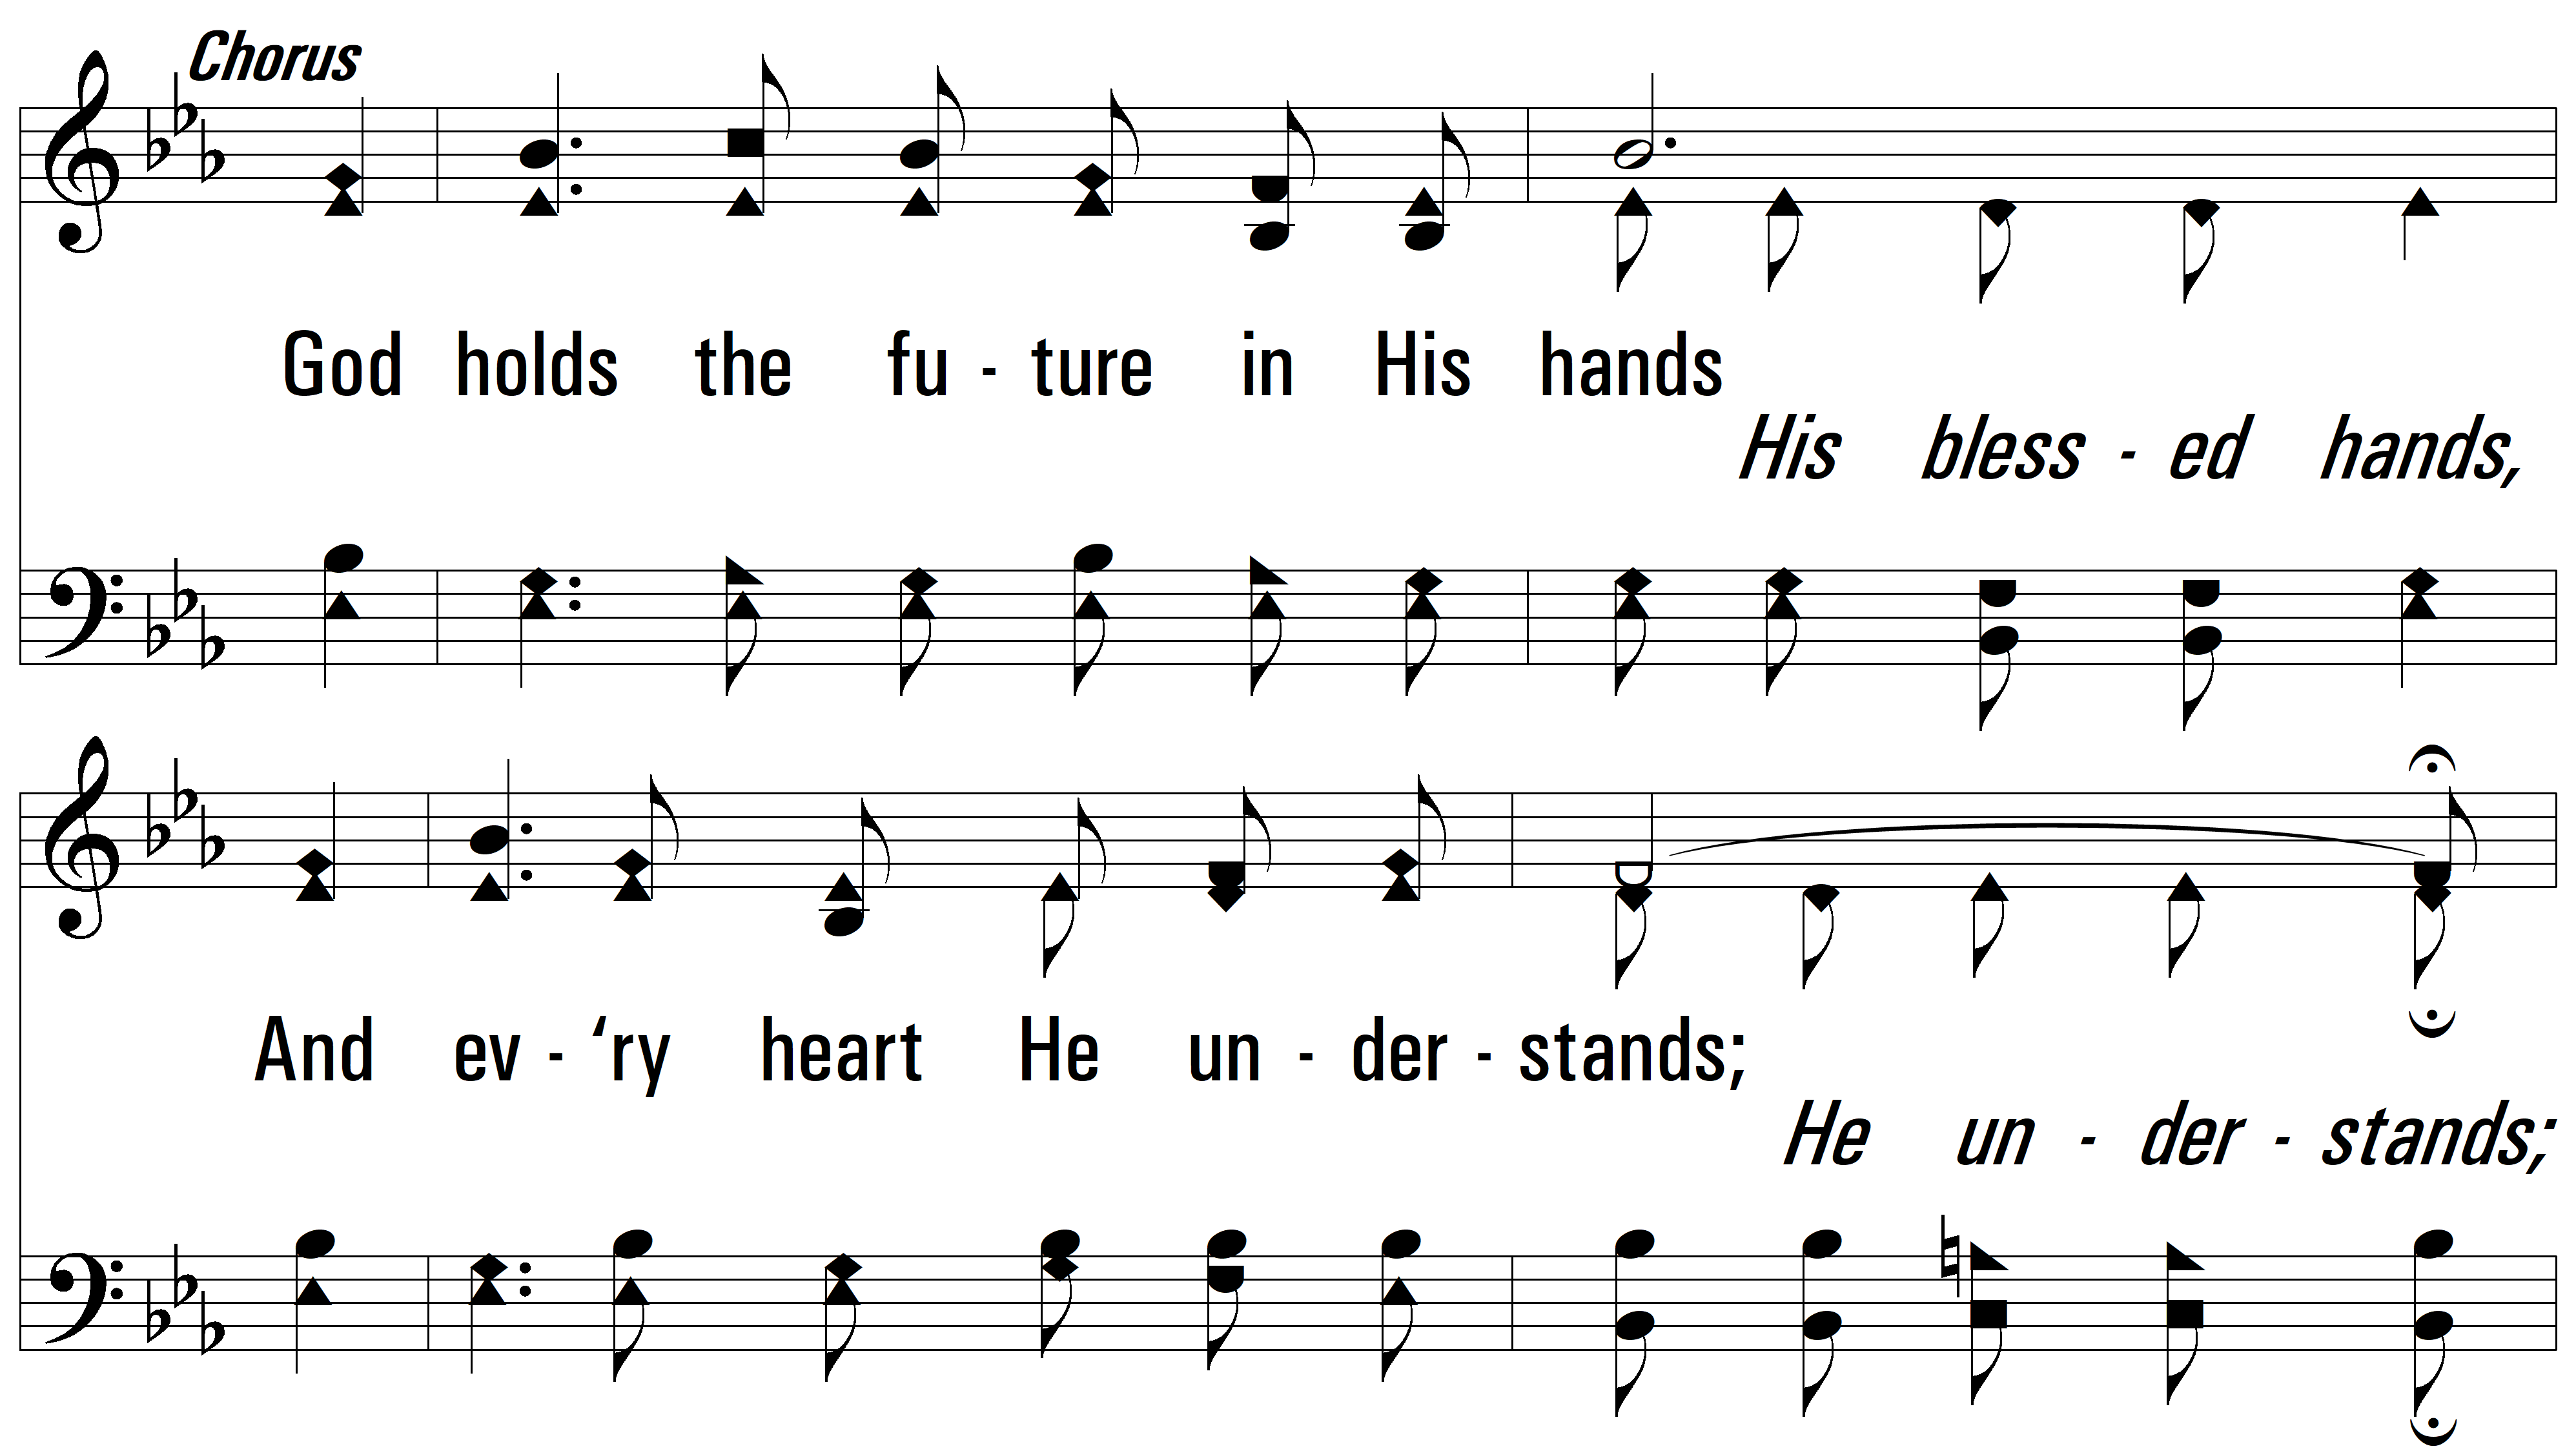 Chorus
God holds the fu - ture in His hands
His bless - ed hands,
And ev - ‘ry heart He un - der - stands;
He un - der - stands;